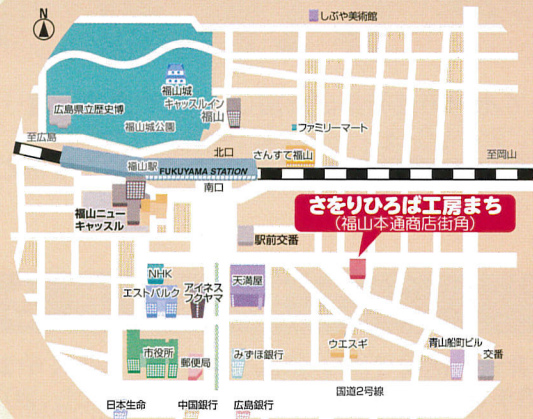 N
しぶや美術館
福山城
広島県立歴史博
キャッスルイン
福山
福山城公園
ファミリーマート
至広島
北口
さんすて福山
至岡山
福山駅
FUKUYAMA STATION
南口
福山ニュー
キャッスル
さをりひろば工房まち
(福山本通商店街角)
駅前交番
NHK
エストパルク
アイネス
フクヤマ
天満屋
市役所
郵便局
みずほ銀行
ウエスギ
青山船町ビル
交番
国道2号線
日本生命
中国銀行
広島銀行